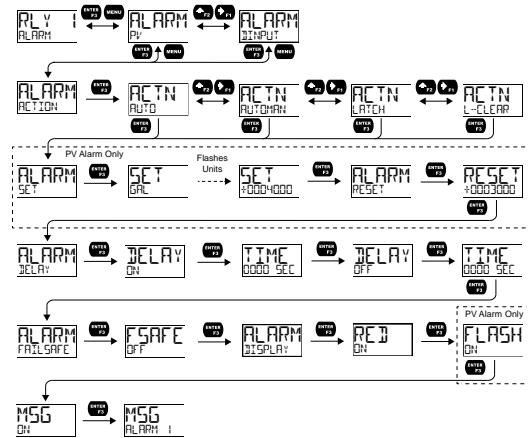 RLY 1
ALARM
ENTER F3
MENU
ALARM
PV
F2
F1
ALARM
DINPUT
ENTER F3
MENU
ENTER F3
MENU
ALARM
ACTION
ENTER F3
ACTN
AUTO
F2
F1
ACTN
AUTOMAN
F2
F1
ACTN
LATCH
F2
F1
ACTN
L-CLEAR
ENTER F3
ENTER F3
ENTER F3
ENTER F3
PV Alarm Only
ALARM
SET
ENTER F3
SET
GAL
Flashes
Units
SET
÷0004000
ENTER F3
ALARM
RESET
ENTER F3
RESET
÷0003000
ENTER F3
ALARM
DELAY
ENTER F3
DELAY
ON
ENTER F3
TIME
0000 SEC
ENTER F3
DELAY
OFF
ENTER F3
TIME
0000 SEC
ENTER F3
ALARM
FAILSAFE
ENTER F3
FSAFE
OFF
ENTER F3
ALARM
DISPLAY
ENTER F3
RED
ON
ENTER F3
PV Alarm Only
FLASH
ON
ENTER F3
MSG
ON
ENTER F3
MSG
ALARM 1